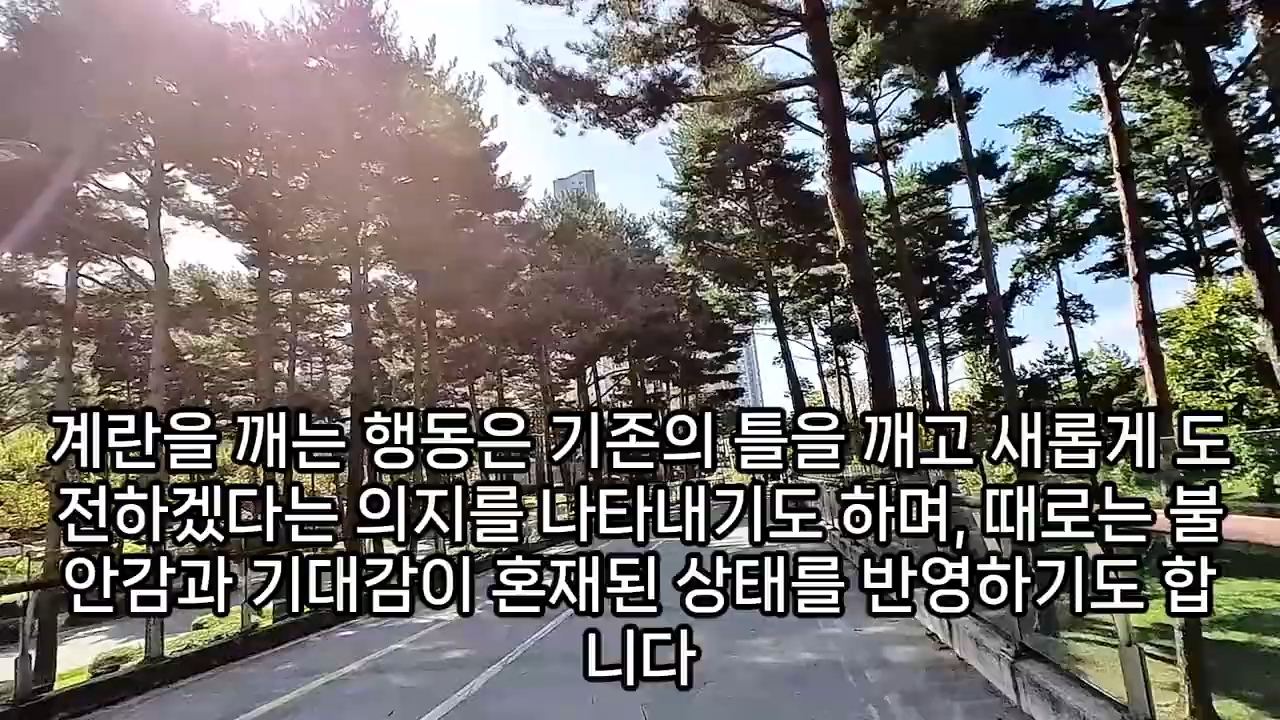 계란을 깨는 행동은 기존의 틀을 깨고 새롭게 도
전하겠다는 의지를 나타내기도 하며, 때로는 불
안감과 기대감이 혼재된 상태를 반영하기도 합
니다